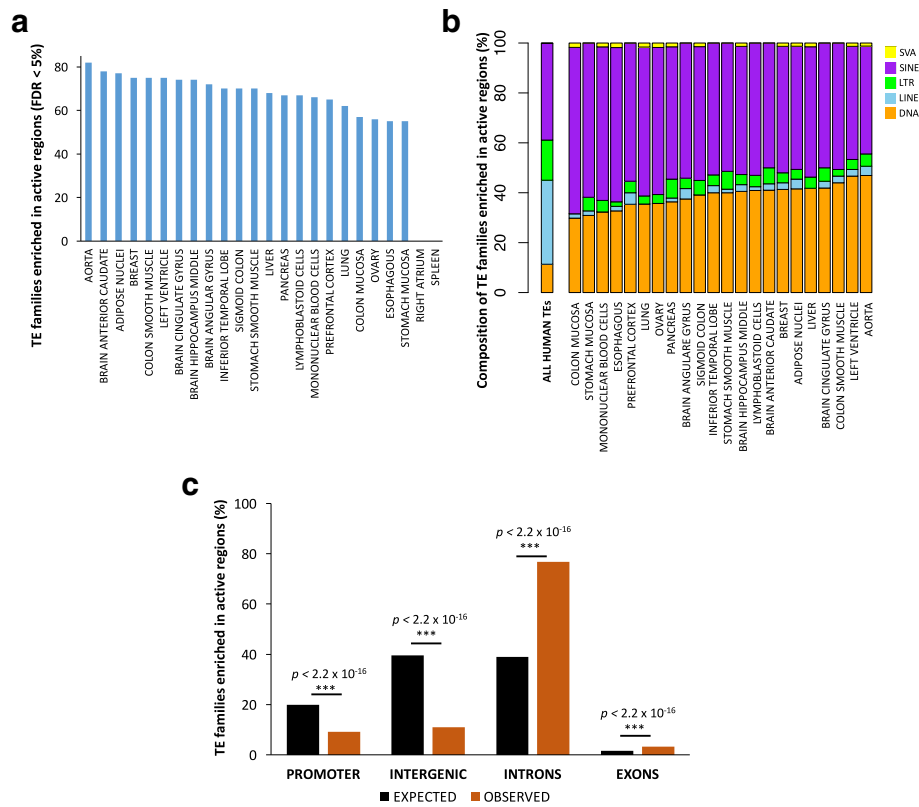 a
TE families enriched in active regions (FDR < 5%)
80
60
40
20
0
AORTA
BRAIN ANTERIOR CAUDATE
ADIPOSE NUCLEI
BREAST
COLON SMOOTH MUSCLE
LEFT VENTRICLE
BRAIN CINGULATE GYRUS
BRAIN HIPPOCAMPUS MIDDLE
BRAIN ANGULAR GYRUS
INFERIOR TEMPORAL LOBE
SIGMOID COLON
STOMACH SMOOTH MUSCLE
LIVER
PANCREAS
LYMPHOBLASTOID CELLS
MONONUCLAR BLOOD CELLS
PREFRONTAL CORTEX
LUNG
COLON MUCOSA
OVARY
ESOPHAGOUS
STOMACH MUCOSA
RIGHT ATRIUM
SPLEEN
b
Composition of TE families enriched in active regions (%)
100
80
60
40
20
0
ALL HUMAN TEs
COLON MUCOSA
STOMACH MUCOSA
MONONUCLAR BLOOD CELLS
ESOPHAGOUS
PREFRONTAL CORTEX
LUNG
OVARY
PANCREAS
BRAIN ANGULARE GYRUS
SIGMOID COLON
INFERIOR TEMPORAL LOBE
STOMACH SMOOTH MUSCLE
BRAIN HIPPOCAMPUS MIDDLE
LYMPHOBLASTOID CELLS
BRAIN ANTERIOR CAUDATE
BREAST
ADIPOSE NUCLEI
LIVER
BRAIN CINGULATE GYRUS
COLON SMOOTH MUSCLE
LEFT VENTRICLE
AORTA
SVA
SINE
LTR
LINE
DNA
c
TE families enriched in active regions (%)
100
80
60
40
20
0
p < 2.2 x 10-16
***
p < 2.2 x 10-16
***
p < 2.2 x 10-16
***
p < 2.2 x 10-16
***
PROMOTER
INTERGENIC
INTRONS
EXONS
EXPECTED
OBSERVED